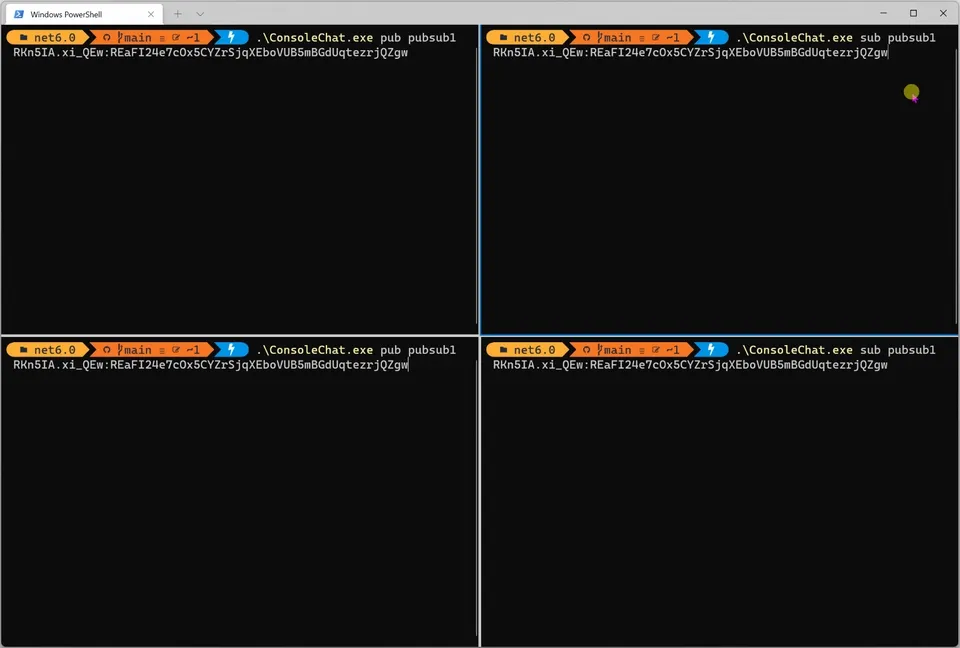 Windows PowerShell
net6.0 main ≡ ~1 .\ConsoleChat.exe pub pubsub1
RKn5IA.xi_QEw:REaFI24e7cOx5CYZrSjqXEboVUB5mBGdUqtezrjQZgw
net6.0 main ≡ ~1 .\ConsoleChat.exe sub pubsub1
RKn5IA.xi_QEw:REaFI24e7cOx5CYZrSjqXEboVUB5mBGdUqtezrjQZgw
net6.0 main ≡ ~1 .\ConsoleChat.exe pub pubsub1
RKn5IA.xi_QEw:REaFI24e7cOx5CYZrSjqXEboVUB5mBGdUqtezrjQZgw
net6.0 main ≡ ~1 .\ConsoleChat.exe sub pubsub1
RKn5IA.xi_QEw:REaFI24e7cOx5CYZrSjqXEboVUB5mBGdUqtezrjQZgw